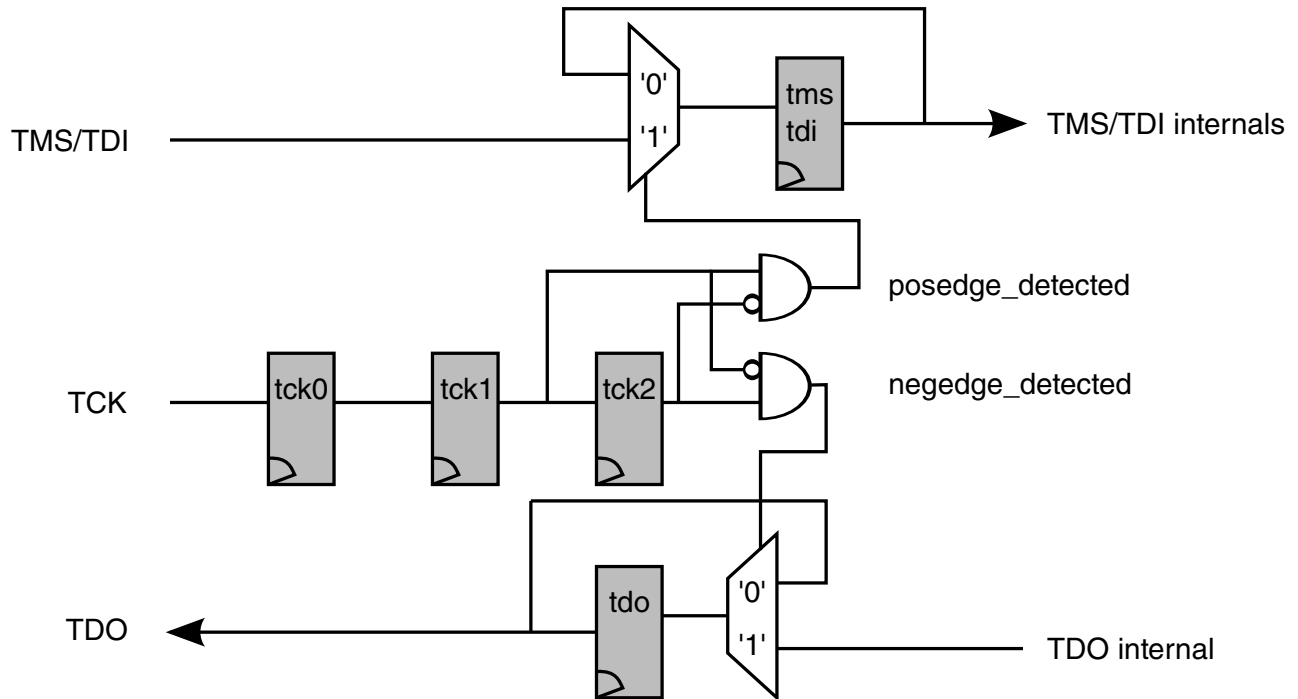 '0'
tms
TMS/TDI
'1'
tdi
TMS/TDI internals
posedge_detected
TCK
tck0
tck1
tck2
negedge_detected
'0'
TDO
tdo
'1'
TDO internal